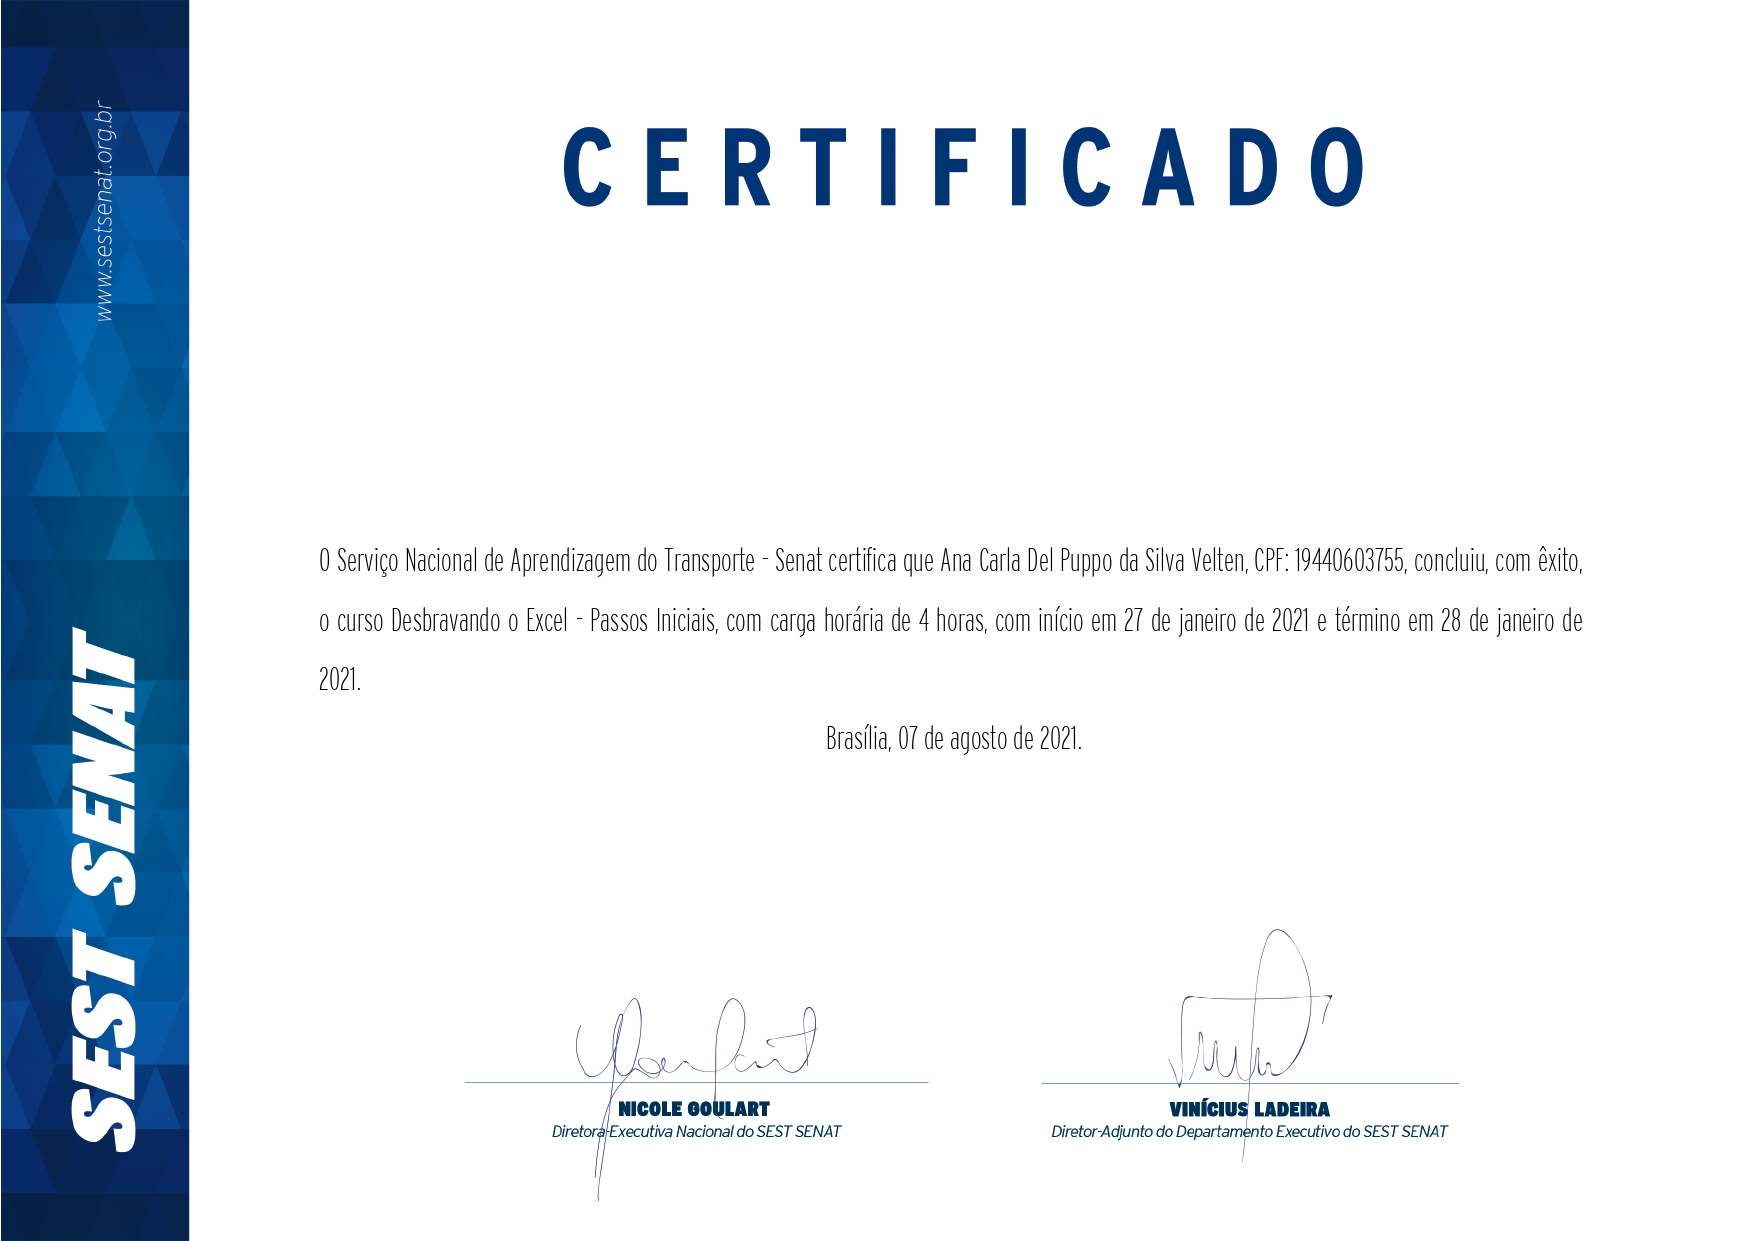 www.sestsenat.org.br
SEST SENAT
CERTIFICADO
O Serviço Nacional de Aprendizagem do Transporte - Senat certifica que Ana Carla Del Puppo da Silva Velten, CPF: 19440603755, concluiu, com êxito,
o curso Desbravando o Excel - Passos Iniciais, com carga horária de 4 horas, com início em 27 de janeiro de 2021 e término em 28 de janeiro de
2021.
Brasília, 07 de agosto de 2021.
NICOLE GOULART
Diretora-Executiva Nacional do SEST SENAT
VINÍCIUS LADEIRA
Diretor-Adjunto do Departamento Executivo do SEST SENAT